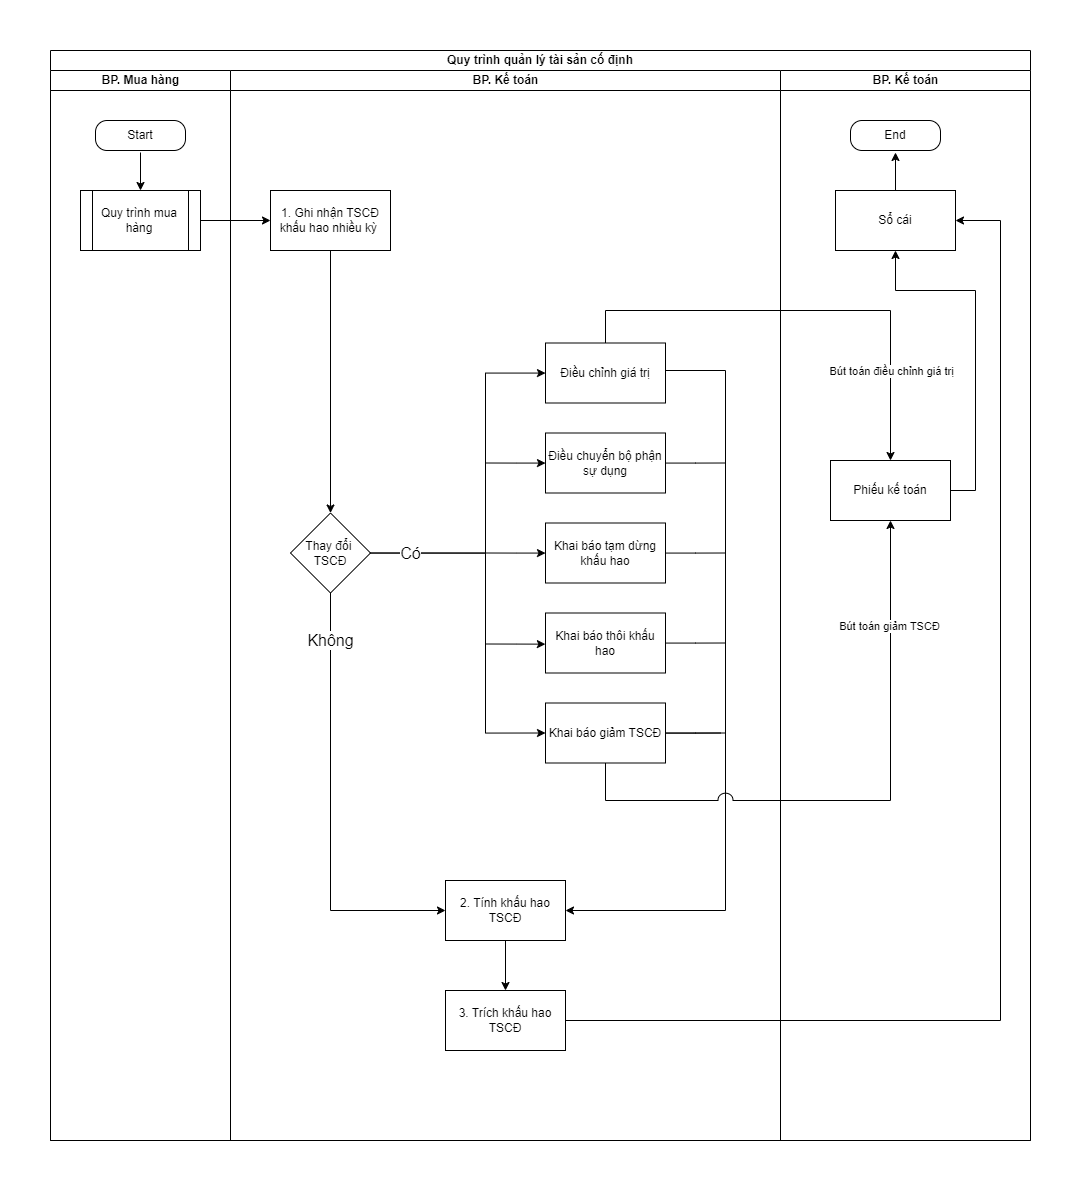 Quy trình quản lý tài sản cố định
BP. Mua hàng
BP. Kế toán
BP. Kế toán
Start
End
Quy trình mua
hàng
1. Ghi nhận TSCĐ
khấu hao nhiều kỳ
Sổ cái
Điều chỉnh giá trị
Bút toán điều chỉnh giá trị
Điều chuyển bộ phận
sự dụng
Phiếu kế toán
Thay đổi
TSCĐ
Có
Khai báo tạm dừng
khấu hao
Không
Khai báo thôi khấu
hao
Bút toán giảm TSCĐ
Khai báo giảm TSCĐ
2. Tính khấu hao
TSCĐ
3. Trích khấu hao
TSCĐ